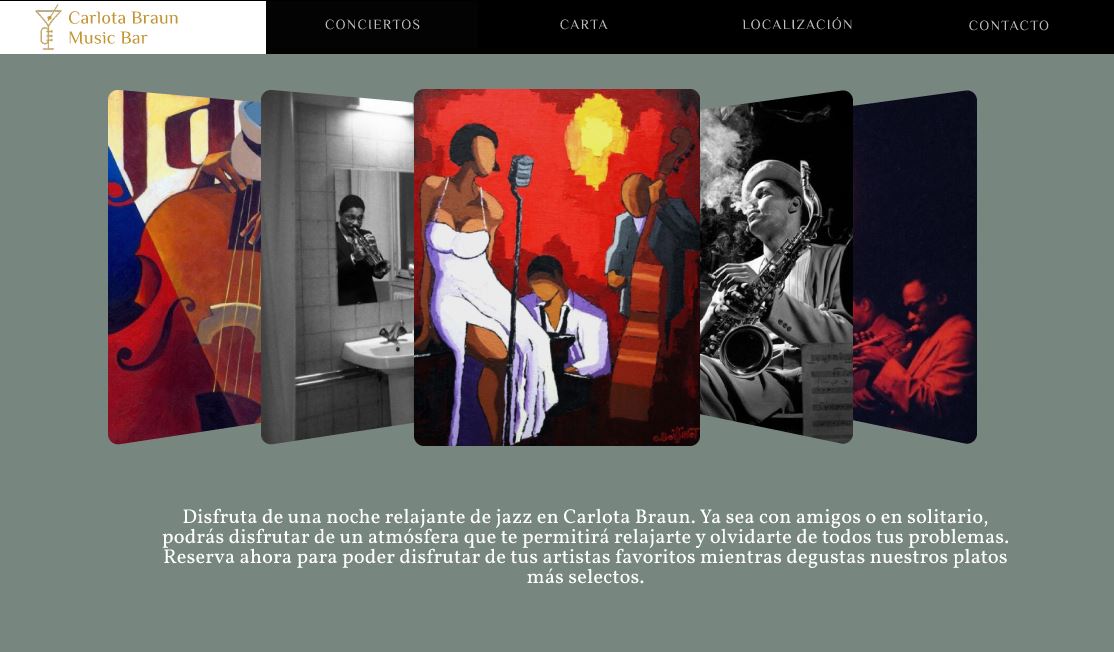 Carlota Braun
Music Bar
CONCIERTOS
CARTA
LOCALIZACIÓN
CONTACTO
Disfruta de una noche relajante de jazz en Carlota Braun. Ya sea con amigos o en solitario,
podrás disfrutar de un atmósfera que te permitirá relajarte y olvidarte de todos tus problemas.
Reserva ahora para poder disfrutar de tus artistas favoritos mientras degustas nuestros platos
más selectos.